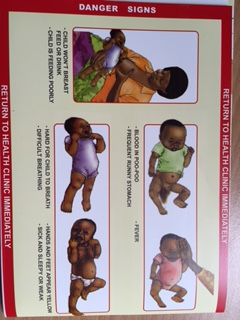 DANGER SIGNS
RETURN TO HEALTH CLINIC IMMEDIATELY
- CHILD WON'T BREAST
FEED OR DRINK
- CHILD IS FEEDING POORLY
- BLOOD IN POO-POO
- FREQUENT RUNNY STOMACH
- HARD FOR CHILD TO BREATH
- DIFFICULT BREATHING
- FEVER
- HANDS AND FEET APPEAR YELLOW
- SICK AND SLEEPY OR WEAK
RETURN TO HEALTH CLINIC IMMEDIATELY